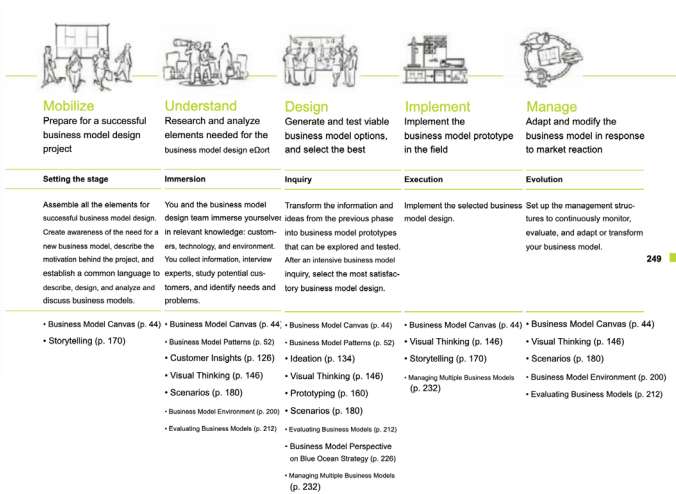 Mobilize
Prepare for a successful
business model design
project
Understand
Research and analyze
elements needed for the
business model design eΩort
Design
Generate and test viable
business model options,
and select the best
Implement
Implement the
business model prototype
in the field
Manage
Adapt and modify the
business model in response
to market reaction
Setting the stage
Immersion
Inquiry
Execution
Evolution
Assemble all the elements for
successful business model design.
Create awareness of the need for a
new business model, describe the
motivation behind the project, and
establish a common language to
describe, design, and analyze and
discuss business models.
You and the business model
design team immerse yourselves
in relevant knowledge: custom-
ers, technology, and environment.
You collect information, interview
experts, study potential cus-
tomers, and identify needs and
problems.
Transform the information and
ideas from the previous phase
into business model prototypes
that can be explored and tested.
After an intensive business model
inquiry, select the most satisfac-
tory business model design.
Implement the selected business
model design.
Set up the management struc-
tures to continuously monitor,
evaluate, and adapt or transform
your business model.
249
• Business Model Canvas (p. 44)
• Storytelling (p. 170)
• Business Model Canvas (p. 44)
• Business Model Patterns (p. 52)
• Customer Insights (p. 126)
• Visual Thinking (p. 146)
• Scenarios (p. 180)
• Business Model Environment (p. 200)
• Evaluating Business Models (p. 212)
• Business Model Canvas (p. 44)
• Business Model Patterns (p. 52)
• Ideation (p. 134)
• Visual Thinking (p. 146)
• Prototyping (p. 160)
• Scenarios (p. 180)
• Evaluating Business Models (p. 212)
• Business Model Perspective
on Blue Ocean Strategy (p. 226)
• Managing Multiple Business Models
(p. 232)
• Business Model Canvas (p. 44)
• Visual Thinking (p. 146)
• Storytelling (p. 170)
• Managing Multiple Business Models
(p. 232)
• Business Model Canvas (p. 44)
• Visual Thinking (p. 146)
• Scenarios (p. 180)
• Business Model Environment (p. 200)
• Evaluating Business Models (p. 212)